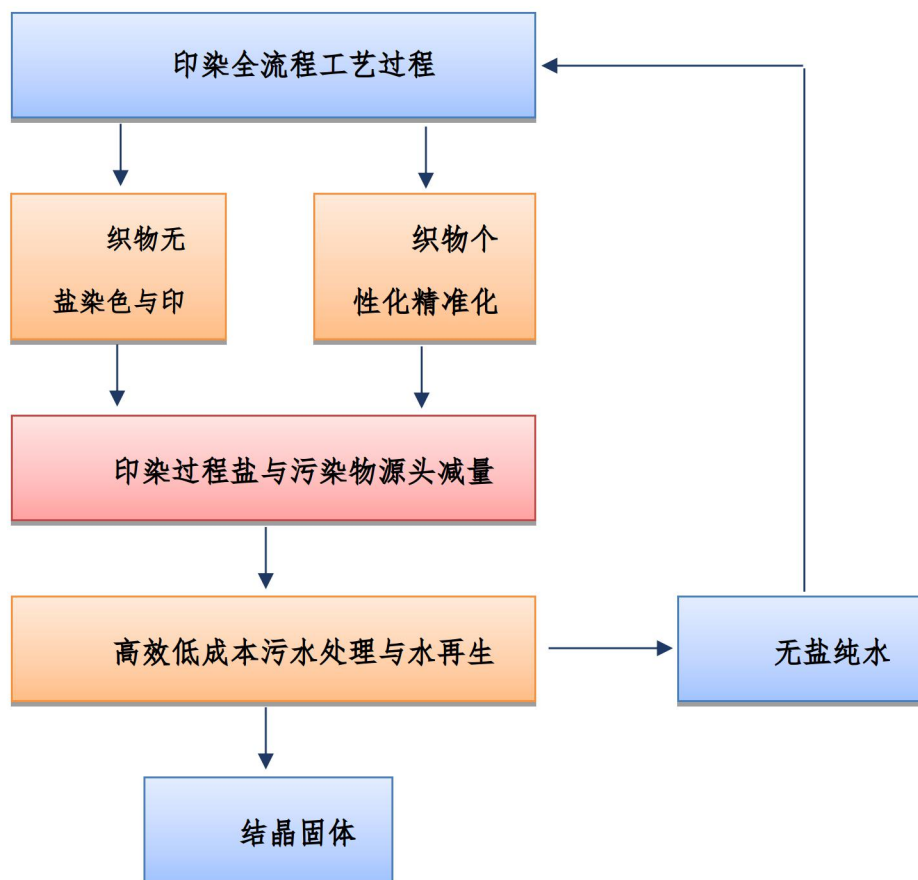 印染全流程工艺过程
织物无
盐染色与印
织物个
性化精准化
印染过程盐与污染物源头减量
高效低成本污水处理与水再生
无盐纯水
结晶固体